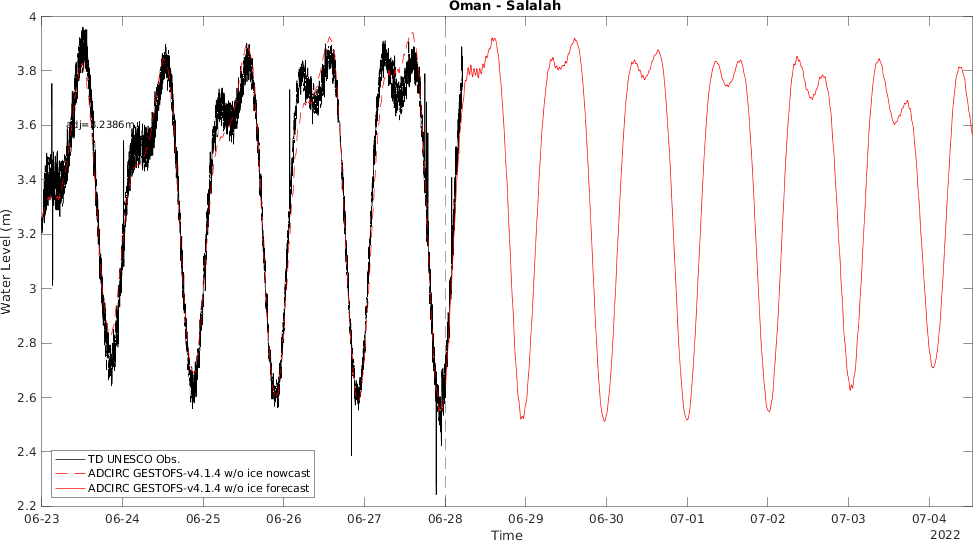 Oman - Salalah
4
3.8
3.6
3.4
3.2
3
2.8
2.6
2.4
2.2
Water Level (m)
adj=3.2386m
TD UNESCO Obs.
ADCIRC GESTOFS-v4.1.4 w/o ice nowcast
ADCIRC GESTOFS-v4.1.4 w/o ice forecast
06-23 06-24 06-25 06-26 06-27 06-28 06-29 06-30 07-01 07-02 07-03 07-04
Time
2022